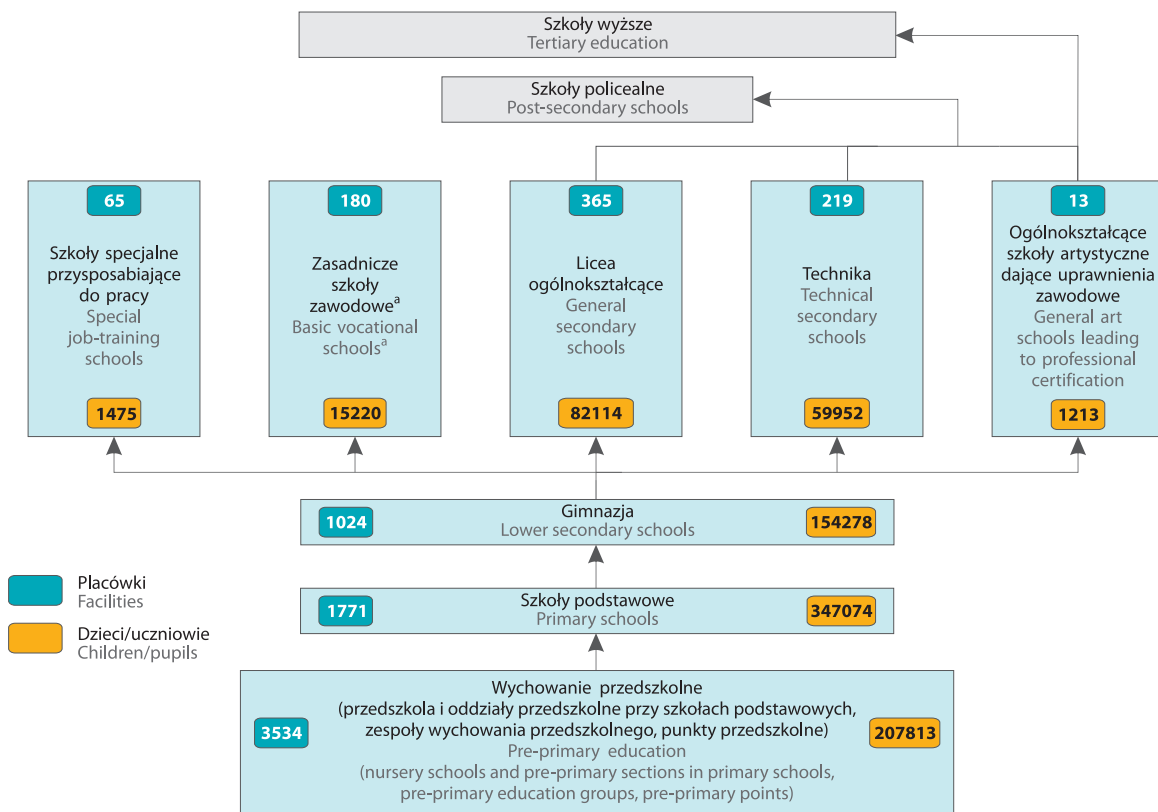 Szkoły wyższe
Tertiary education
Szkoły policealne
Post-secondary schools
65
Szkoły specjalne
przysposabiające
do pracy
Special
job-training
schools
1475
180
Zasadnicze
szkoły
zawodoweᵃ
Basic vocational
schoolsᵃ
15220
365
Licea
ogólnokształcące
General
secondary
schools
82114
219
Technika
Technical
secondary
schools
59952
13
Ogólnokształcące
szkoły artystyczne
dające uprawnienia
zawodowe
General art
schools leading
to professional
certification
1213
1024
Gimnazja
Lower secondary schools
154278
Placówki
Facilities
Dzieci/uczniowie
Children/pupils
1771
Szkoły podstawowe
Primary schools
347074
3534
Wychowanie przedszkolne
(przedszkola i oddziały przedszkolne przy szkołach podstawowych,
zespoły wychowania przedszkolnego, punkty przedszkolne)
Pre-primary education
(nursery schools and pre-primary sections in primary schools,
pre-primary education groups, pre-primary points)
207813